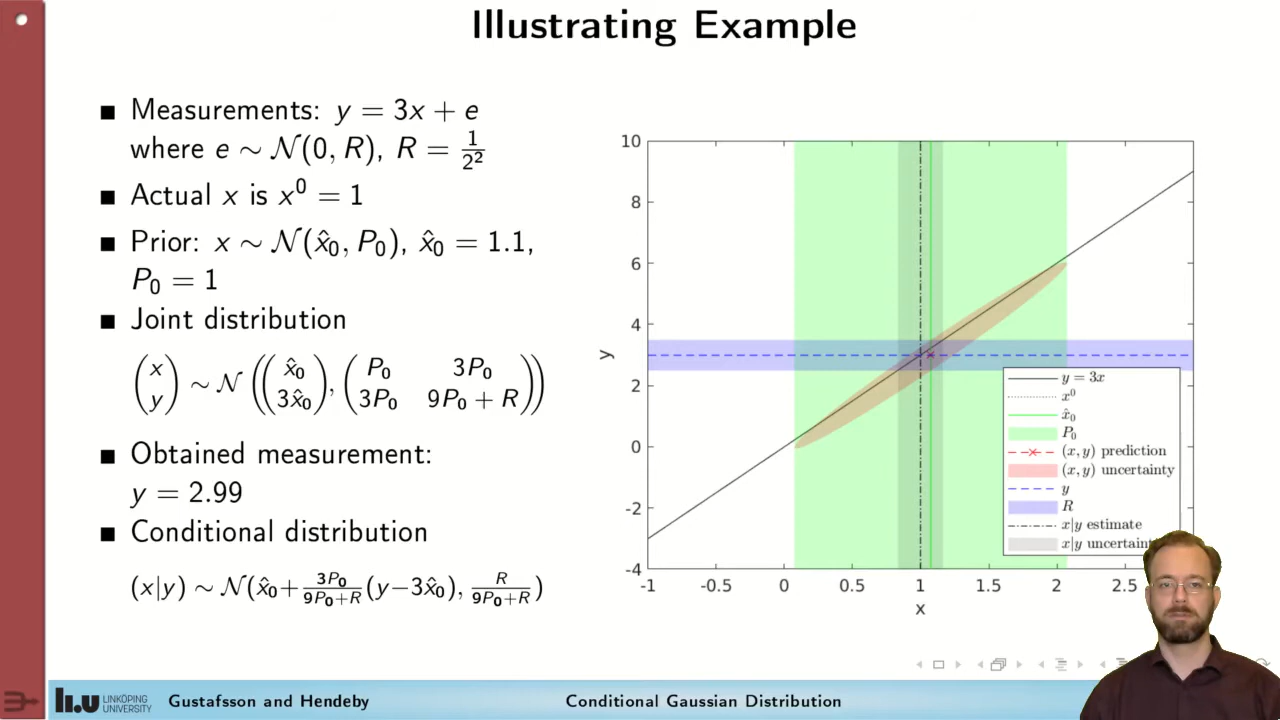 Illustrating Example
Measurements: y = 3x + e
where e ∼ N(0, R), R = 1/2²
Actual x is x⁰ = 1
Prior: x ∼ N(x̂₀, P₀), x̂₀ = 1.1,
P₀ = 1
Joint distribution
(x y) ∼ N((x̂₀ 3x̂₀), (P₀ 3P₀ 3P₀ 9P₀ + R))
Obtained measurement:
y = 2.99
Conditional distribution
(x|y) ∼ N(x̂₀+3P₀/9P₀+R(y−3x̂₀), R/9P₀+R)
10
8
6
4
2
0
-2
-4
y
-1 -0.5 0 0.5 1 1.5 2 2.5
x
y = 3x
x⁰
x̂₀
P₀
(x, y) prediction
(x, y) uncertainty
y
R
x|y estimate
x|y
li.u LINKÖPING
UNIVERSITY
Gustafsson and Hendeby Conditional Gaussian Distribution